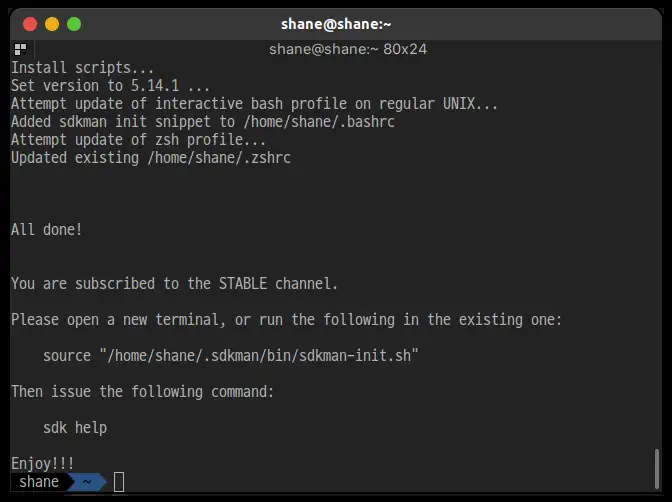 shane@shane:~
shane@shane:~ 80x24
Install scripts...
Set version to 5.14.1 ...
Attempt update of interactive bash profile on regular UNIX...
Added sdkman init snippet to /home/shane/.bashrc
Attempt update of zsh profile...
Updated existing /home/shane/.zshrc
All done!
You are subscribed to the STABLE channel.
Please open a new terminal, or run the following in the existing one:
source "/home/shane/.sdkman/bin/sdkman-init.sh"
Then issue the following command:
sdk help
Enjoy!!!
shane ~